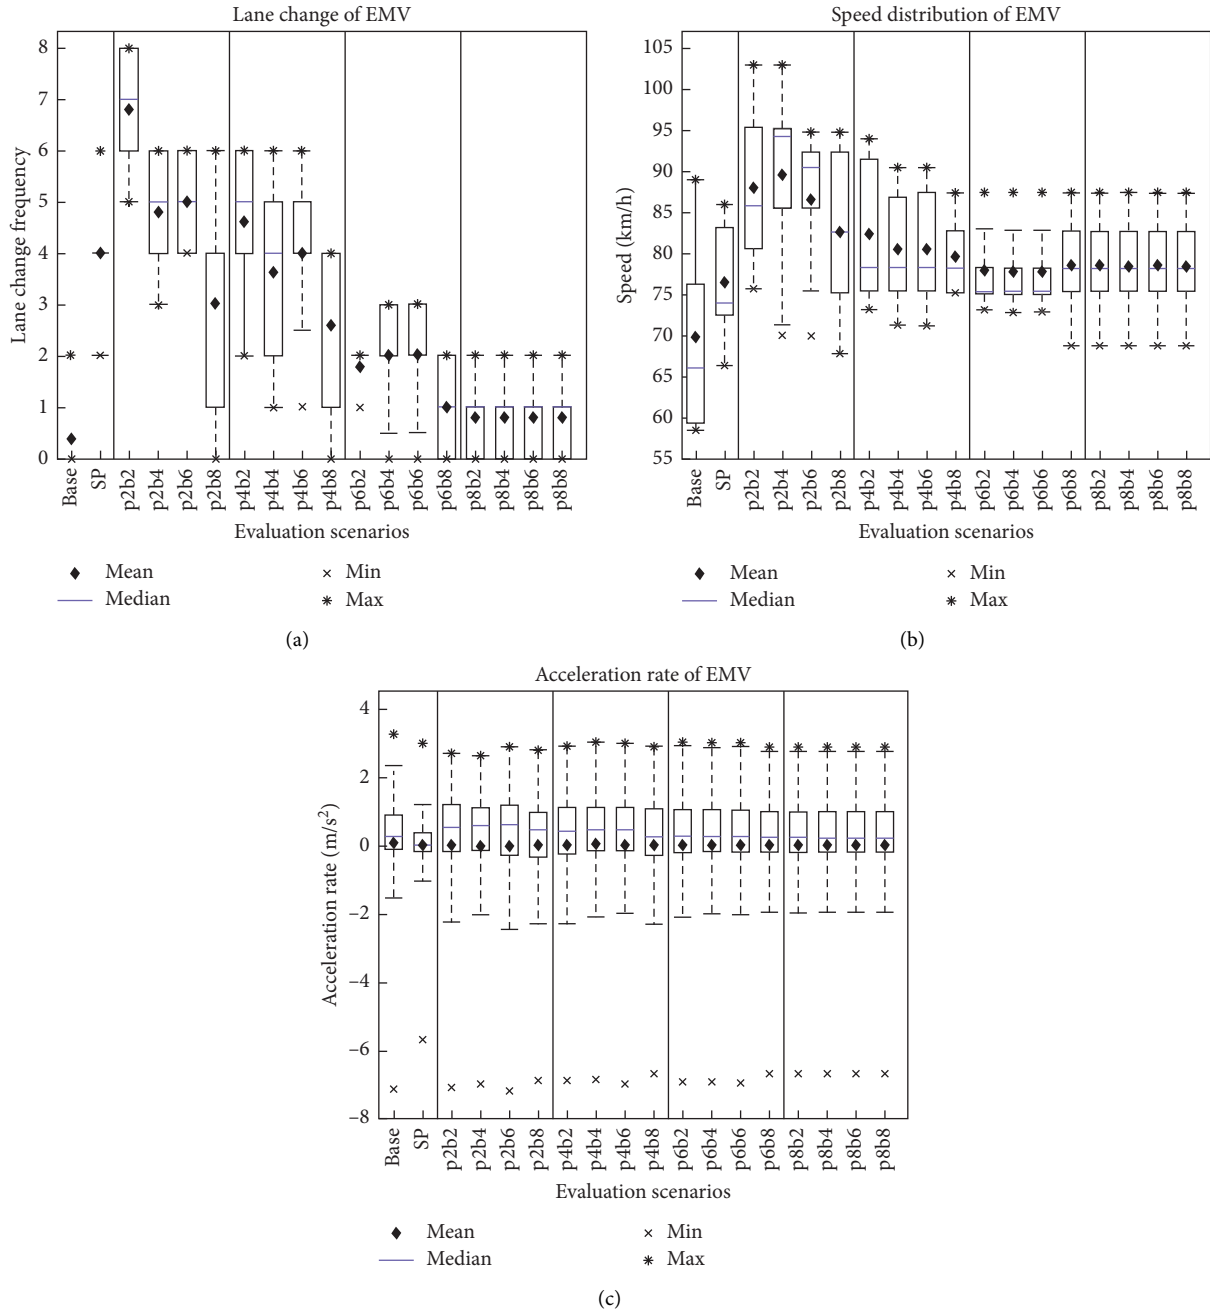 Lane change of EMV
8
7
6
5
4
3
2
1
0
Lane change frequency
Base
SP
p2b2
p2b4
p2b6
p2b8
p4b2
p4b4
p4b6
p4b8
p6b2
p6b4
p6b6
p6b8
p8b2
p8b4
p8b6
p8b8
Evaluation scenarios
Mean
Median
Min
Max
(a)
Speed distribution of EMV
105
100
95
90
85
80
75
70
65
60
55
Speed (km/h)
Base
SP
p2b2
p2b4
p2b6
p2b8
p4b2
p4b4
p4b6
p4b8
p6b2
p6b4
p6b6
p6b8
p8b2
p8b4
p8b6
p8b8
Evaluation scenarios
Mean
Median
Min
Max
(b)
Acceleration rate of EMV
4
2
0
−2
−4
−6
−8
Acceleration rate (m/s²)
Base
SP
p2b2
p2b4
p2b6
p2b8
p4b2
p4b4
p4b6
p4b8
p6b2
p6b4
p6b6
p6b8
p8b2
p8b4
p8b6
p8b8
Evaluation scenarios
Mean
Median
Min
Max
(c)